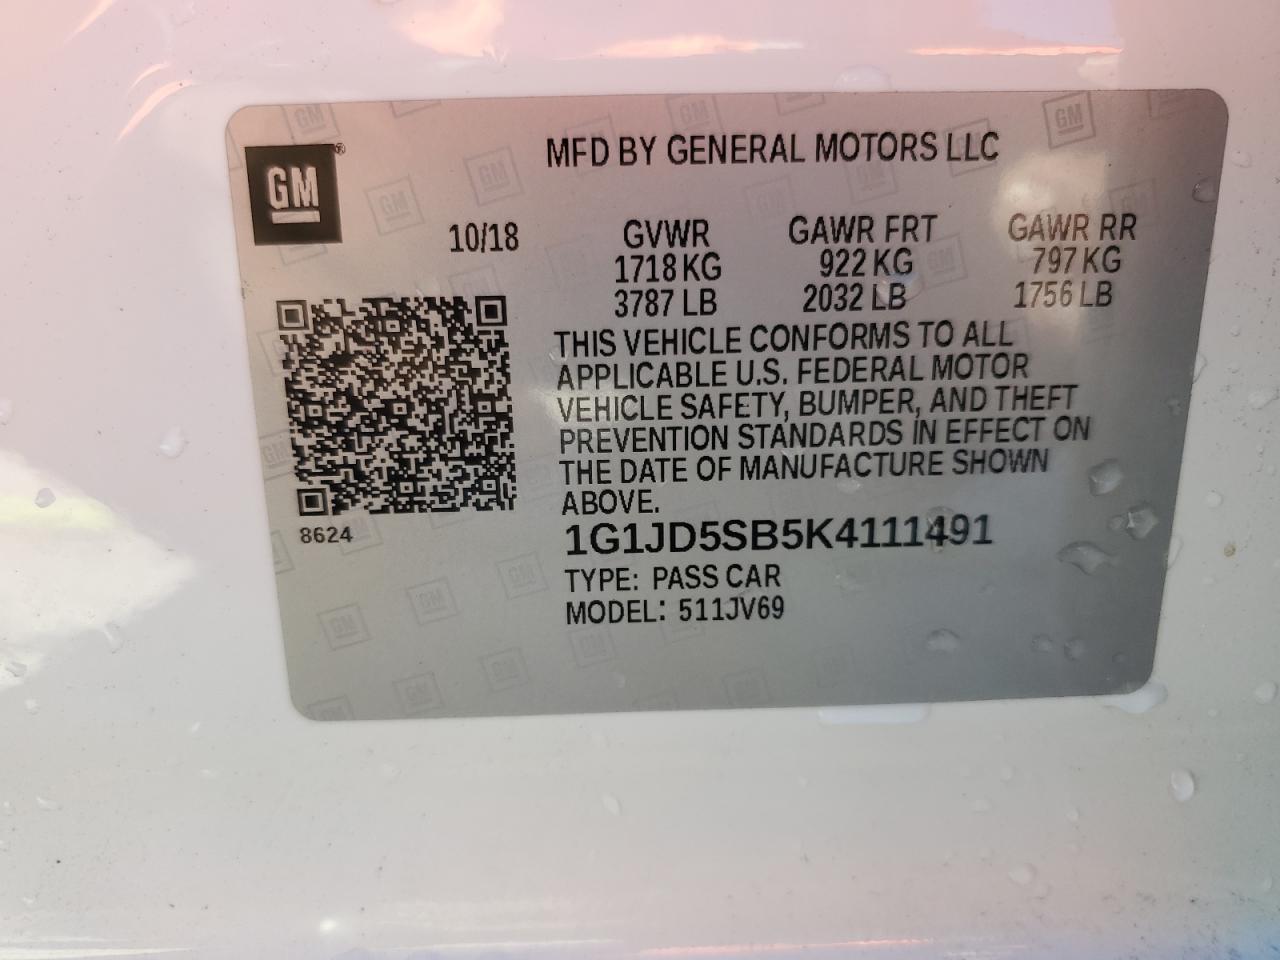 GM ®
MFD BY GENERAL MOTORS LLC
10/18 GVWR GAWR FRT GAWR RR
1718 KG 922 KG 797 KG
3787 LB 2032 LB 1756 LB
THIS VEHICLE CONFORMS TO ALL
APPLICABLE U.S. FEDERAL MOTOR
VEHICLE SAFETY, BUMPER, AND THEFT
PREVENTION STANDARDS IN EFFECT ON
THE DATE OF MANUFACTURE SHOWN
ABOVE.
8624
1G1JD5SB5K4111491
TYPE: PASS CAR
MODEL: 511JV69